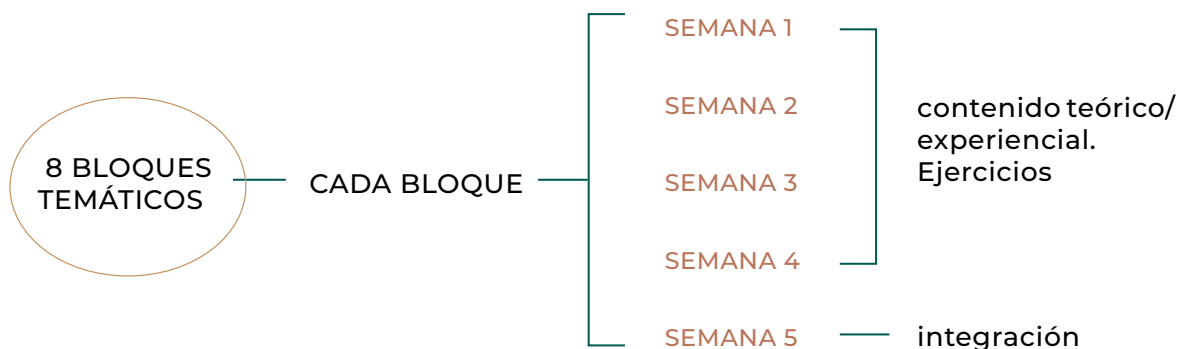 8 BLOQUES
TEMÁTICOS
CADA BLOQUE
SEMANA 1
SEMANA 2
SEMANA 3
SEMANA 4
SEMANA 5
contenido teórico/
experiencial.
Ejercicios
integración